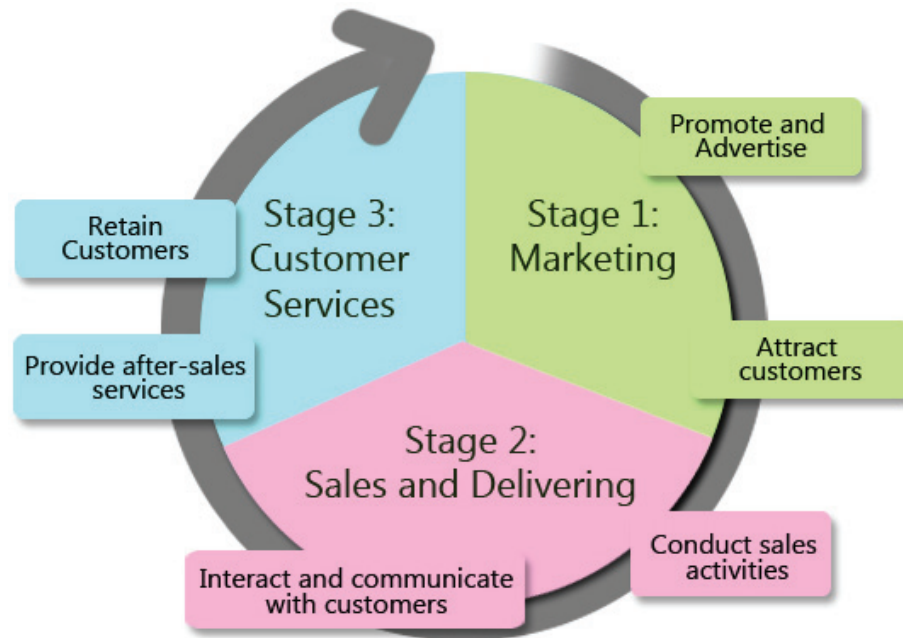 Promote and
Advertise
Stage 1:
Marketing
Attract
customers
Stage 2:
Sales and Delivering
Conduct sales
activities
Interact and communicate
with customers
Stage 3:
Customer
Services
Provide after-sales
services
Retain
Customers